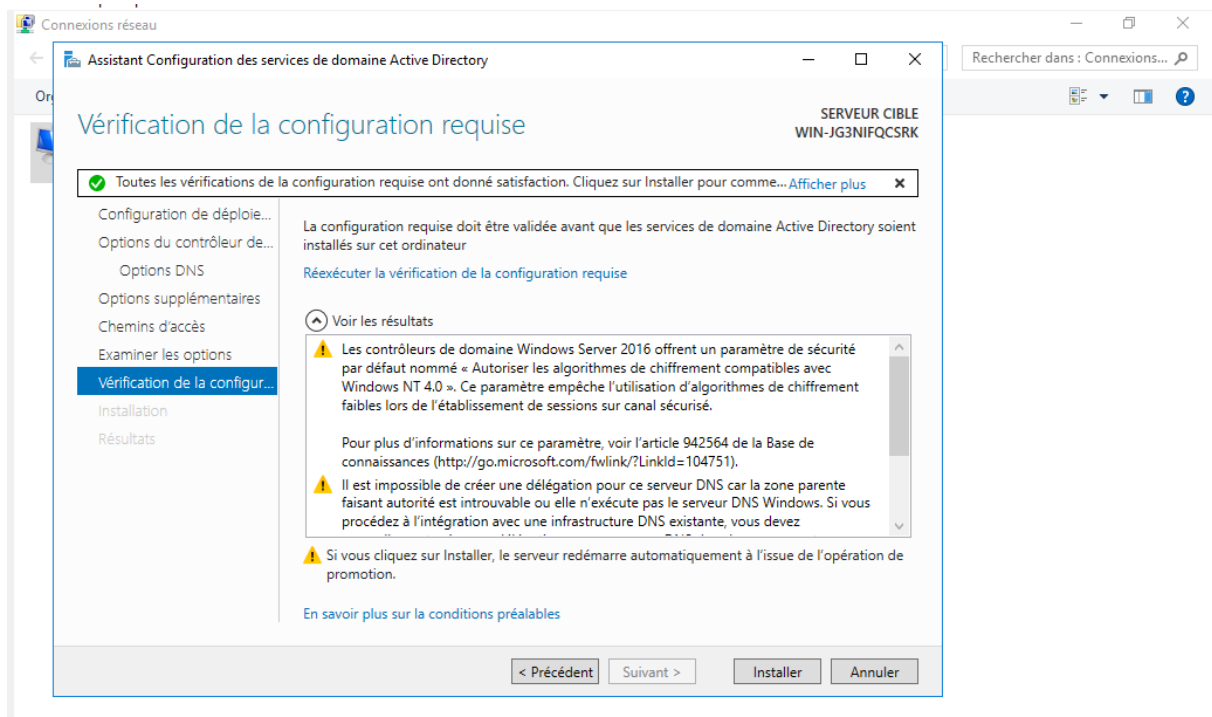 Connexions réseau
Assistant Configuration des services de domaine Active Directory
Rechercher dans : Connexions...
Or
Vérification de la configuration requise
SERVEUR CIBLE
WIN-JG3NIFQCSRK
Toutes les vérifications de la configuration requise ont donné satisfaction. Cliquez sur Installer pour comme... Afficher plus
Configuration de déploie...
Options du contrôleur de...
Options DNS
Options supplémentaires
Chemins d'accès
Examiner les options
Vérification de la configur...
Installation
Résultats
La configuration requise doit être validée avant que les services de domaine Active Directory soient
installés sur cet ordinateur
Réexécuter la vérification de la configuration requise
Voir les résultats
Les contrôleurs de domaine Windows Server 2016 offrent un paramètre de sécurité
par défaut nommé « Autoriser les algorithmes de chiffrement compatibles avec
Windows NT 4.0 ». Ce paramètre empêche l'utilisation d'algorithmes de chiffrement
faibles lors de l'établissement de sessions sur canal sécurisé.
Pour plus d'informations sur ce paramètre, voir l'article 942564 de la Base de
connaissances (http://go.microsoft.com/fwlink/?LinkId=104751).
Il est impossible de créer une délégation pour ce serveur DNS car la zone parente
faisant autorité est introuvable ou elle n'exécute pas le serveur DNS Windows. Si vous
procédez à l'intégration avec une infrastructure DNS existante, vous devez
Si vous cliquez sur Installer, le serveur redémarre automatiquement à l'issue de l'opération de
promotion.
En savoir plus sur la conditions préalables
< Précédent
Suivant >
Installer
Annuler